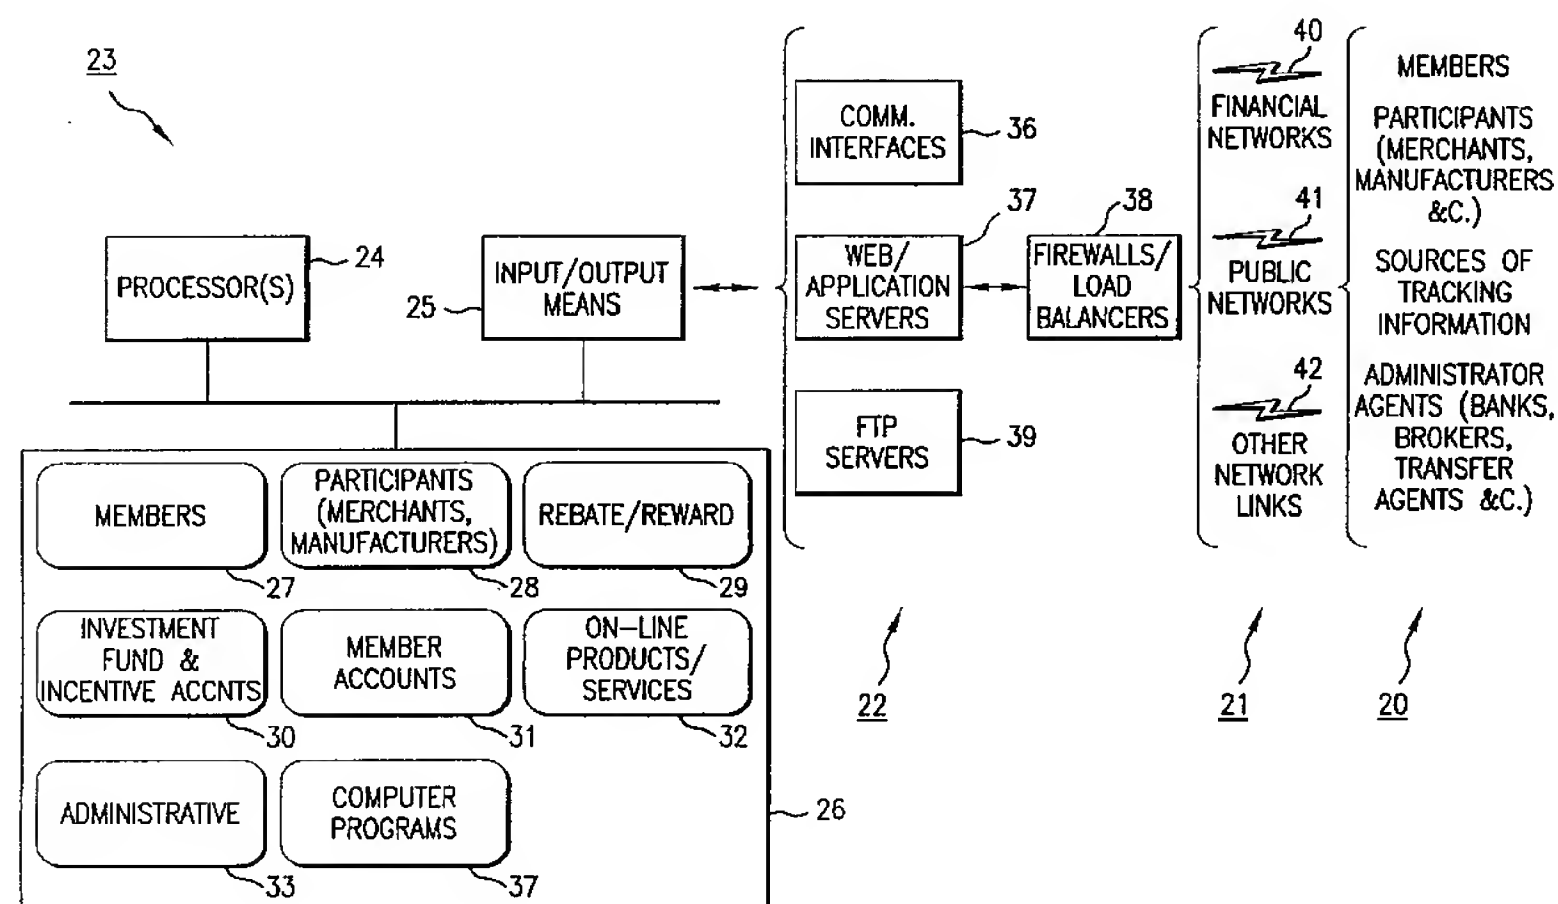 23
PROCESSOR(S)
24
INPUT/OUTPUT
MEANS
25
COMM.
INTERFACES
36
WEB/
APPLICATION
SERVERS
37
FIREWALLS/
LOAD
BALANCERS
38
FTP
SERVERS
39
40
FINANCIAL
NETWORKS
41
PUBLIC
NETWORKS
42
OTHER
NETWORK
LINKS
MEMBERS
PARTICIPANTS
(MERCHANTS,
MANUFACTURERS
&C.)
SOURCES OF
TRACKING
INFORMATION
ADMINISTRATOR
AGENTS (BANKS,
BROKERS,
TRANSFER
AGENTS &C.)
22
21
20
MEMBERS
27
PARTICIPANTS
(MERCHANTS,
MANUFACTURERS)
28
REBATE/REWARD
29
INVESTMENT
FUND &
INCENTIVE ACCNTS
30
MEMBER
ACCOUNTS
31
ON-LINE
PRODUCTS/
SERVICES
32
ADMINISTRATIVE
33
COMPUTER
PROGRAMS
37
26